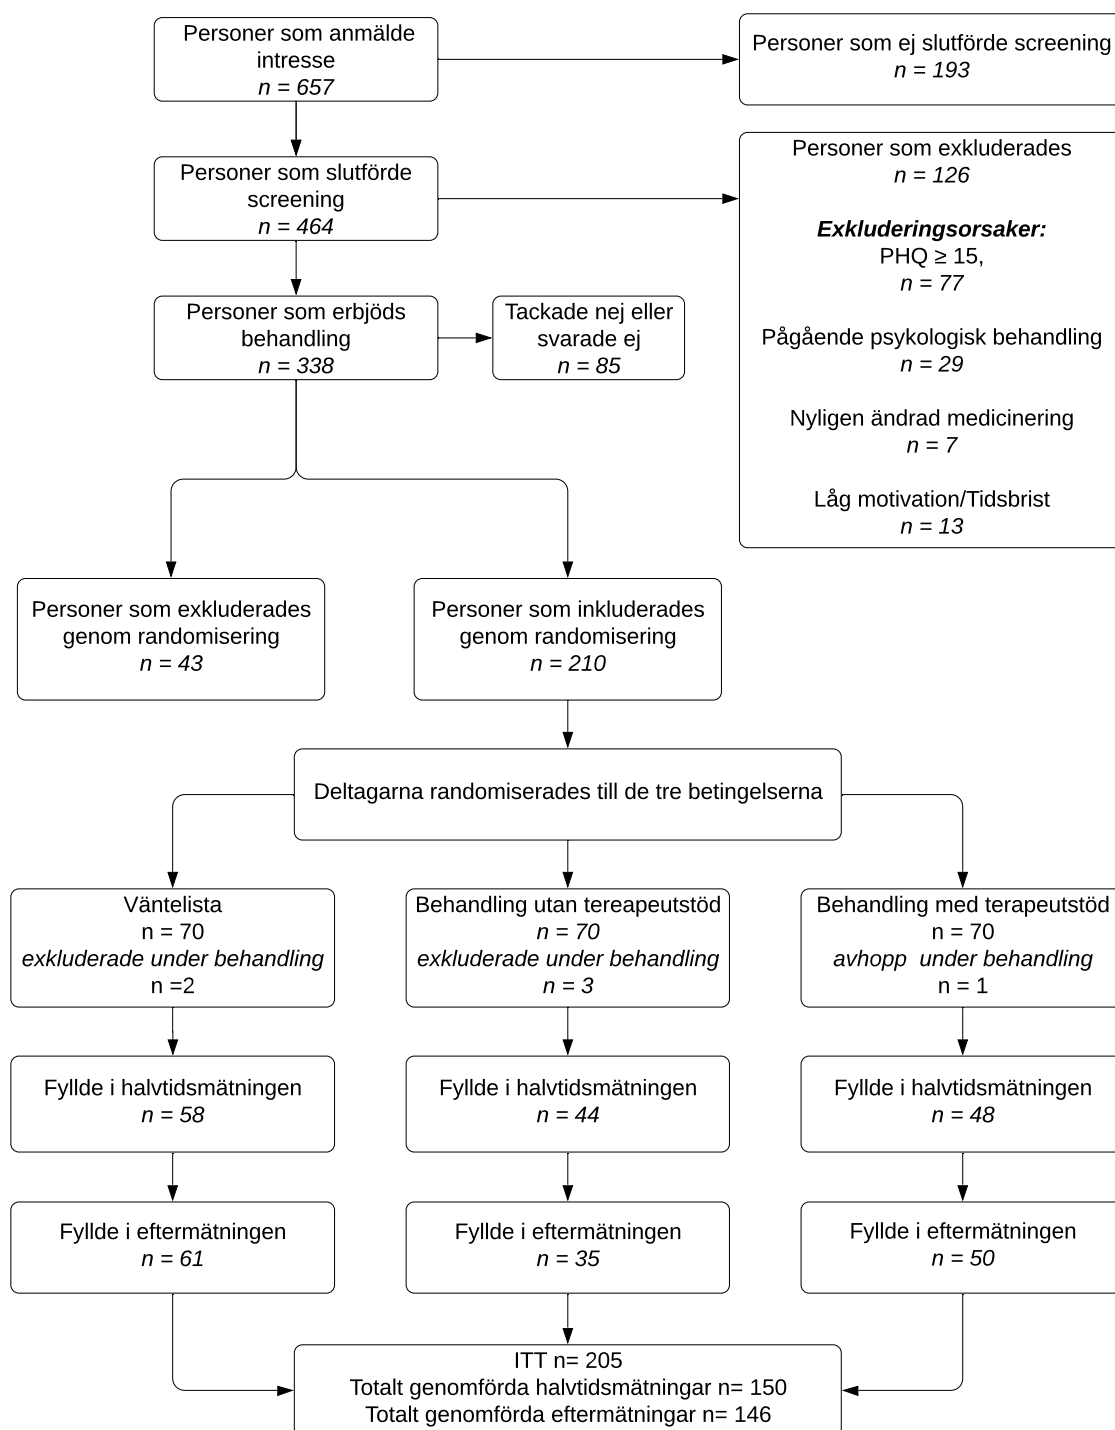 Personer som anmälde
intresse
n = 657
Personer som ej slutförde screening
n = 193
Personer som slutförde
screening
n = 464
Personer som exkluderades
n = 126
Exkluderingsorsaker:
PHQ ≥ 15,
n = 77
Pågående psykologisk behandling
n = 29
Nyligen ändrad medicinering
n = 7
Låg motivation/Tidsbrist
n = 13
Personer som erbjöds
behandling
n = 338
Tackade nej eller
svarade ej
n = 85
Personer som exkluderades
genom randomisering
n = 43
Personer som inkluderades
genom randomisering
n = 210
Deltagarna randomiserades till de tre betingelserna
Väntelista
n = 70
exkluderade under behandling
n =2
Behandling utan tereapeutstöd
n = 70
exkluderade under behandling
n = 3
Behandling med terapeutstöd
n = 70
avhopp  under behandling
n = 1
Fyllde i halvtidsmätningen
n = 58
Fyllde i halvtidsmätningen
n = 44
Fyllde i halvtidsmätningen
n = 48
Fyllde i eftermätningen
n = 61
Fyllde i eftermätningen
n = 35
Fyllde i eftermätningen
n = 50
ITT n= 205
Totalt genomförda halvtidsmätningar n= 150
Totalt genomförda eftermätningar n= 146